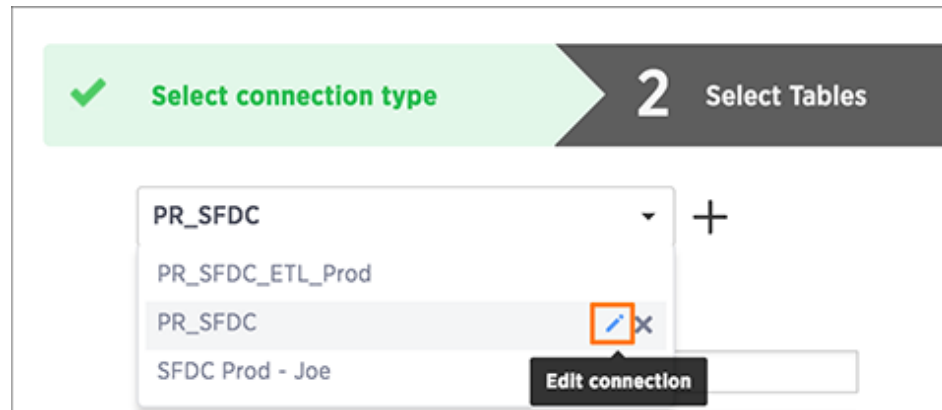 Select connection type
2 Select Tables
PR_SFDC
PR_SFDC_ETL_Prod
PR_SFDC
SFDC Prod - Joe
Edit connection